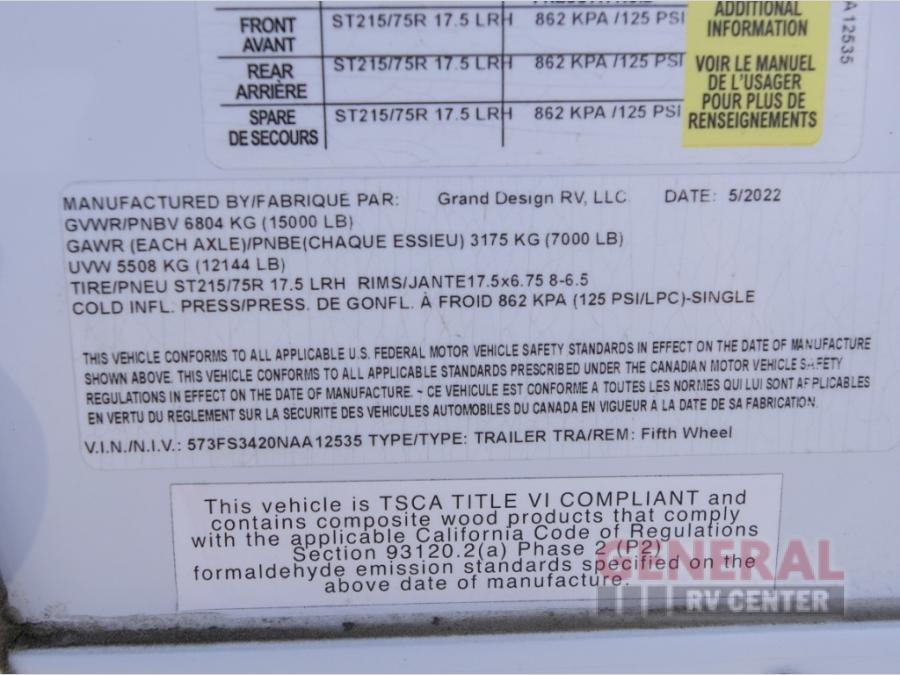 FRONT AVANT ST215/75R 17.5 LRH 862 KPA /125 PSI
REAR ARRIÈRE ST215/75R 17.5 LRH 862 KPA /125 PSI
SPARE DE SECOURS ST215/75R 17.5 LRH 862 KPA /125 PSI
ADDITIONAL
INFORMATION
VOIR LE MANUEL
DE L'USAGER
POUR PLUS DE
RENSEIGNEMENTS
A12535
MANUFACTURED BY/FABRIQUE PAR: Grand Design RV, LLC DATE: 5/2022
GVWR/PNBV 6804 KG (15000 LB)
GAWR (EACH AXLE)/PNBE(CHAQUE ESSIEU) 3175 KG (7000 LB)
UVW 5508 KG (12144 LB)
TIRE/PNEU ST215/75R 17.5 LRH RIMS/JANTE17.5x6.75 8-6.5
COLD INFL. PRESS/PRESS. DE GONFL. À FROID 862 KPA (125 PSI/LPC)-SINGLE
THIS VEHICLE CONFORMS TO ALL APPLICABLE U.S. FEDERAL MOTOR VEHICLE SAFETY STANDARDS IN EFFECT ON THE DATE OF MANUFACTURE
SHOWN ABOVE. THIS VEHICLE CONFORMS TO ALL APPLICABLE STANDARDS PRESCRIBED UNDER THE CANADIAN MOTOR VEHICLE SAFETY
REGULATIONS IN EFFECT ON THE DATE OF MANUFACTURE. - CE VEHICULE EST CONFORME A TOUTES LES NORMES QUI LUI SONT APPLICABLES
EN VERTU DU REGLEMENT SUR LA SECURITE DES VEHICULES AUTOMOBILES DU CANADA EN VIGUEUR A LA DATE DE SA FABRICATION.
V.I.N./N.I.V.: 573FS3420NAA12535 TYPE/TYPE: TRAILER TRA/REM: Fifth Wheel
This vehicle is TSCA TITLE VI COMPLIANT and
contains composite wood products that comply
with the applicable California Code of Regulations
Section 93120.2(a) Phase 2 (P2)
formaldehyde emission standards specified on the
above date of manufacture.
GENERAL
RV CENTER